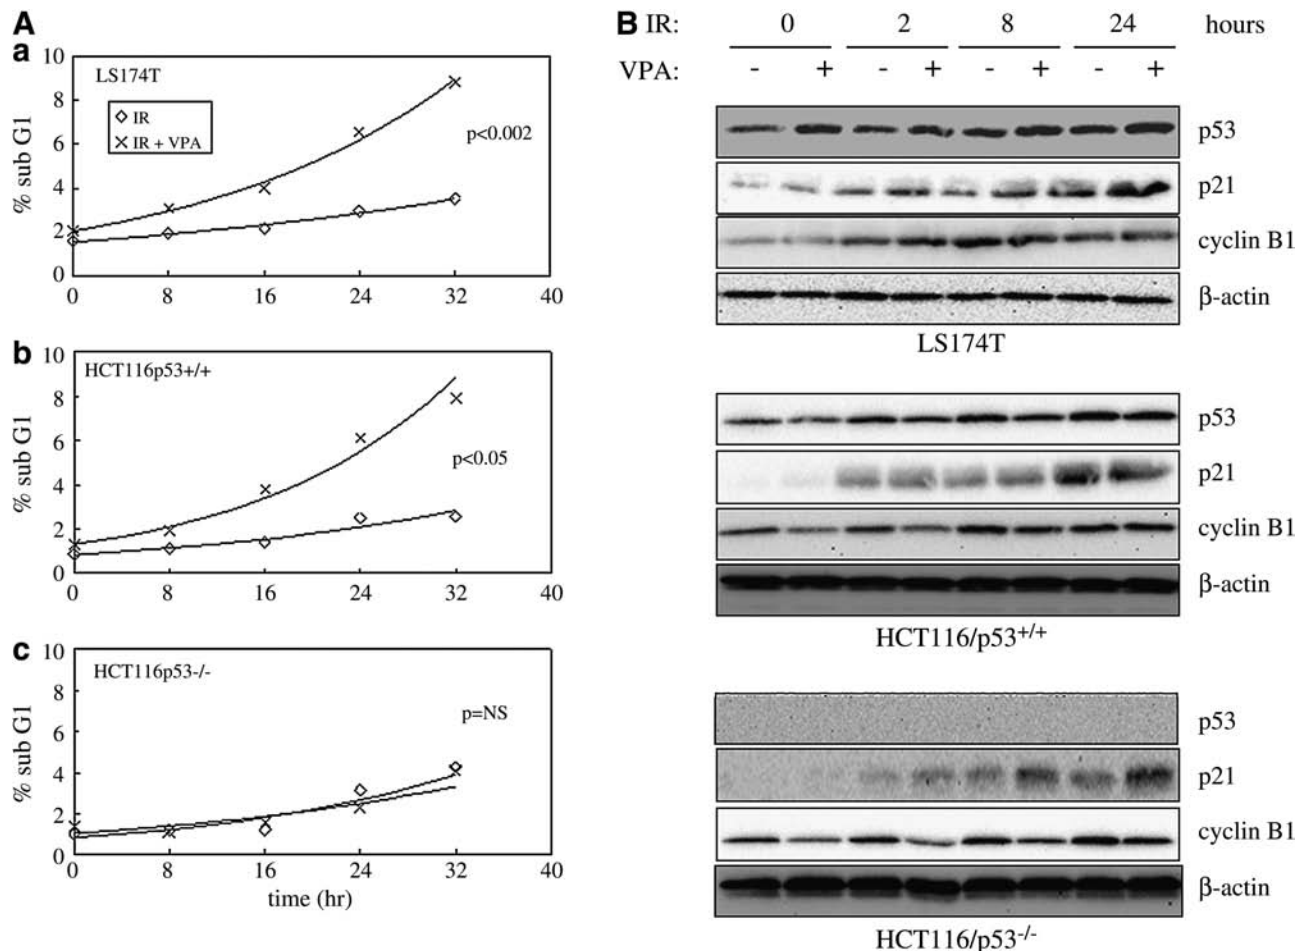 A
a
10
8
6
4
2
0
% sub G1
LS174T
IR
IR + VPA
p<0.002
0 8 16 24 32 40
b
10
8
6
4
2
0
% sub G1
HCT116p53+/+
p<0.05
0 8 16 24 32 40
c
10
8
6
4
2
0
% sub G1
HCT116p53-/-
p=NS
0 8 16 24 32 40
time (hr)
B IR: 0 2 8 24 hours
VPA: - + - + - + - +
p53
p21
cyclin B1
β-actin
LS174T
p53
p21
cyclin B1
β-actin
HCT116/p53+/+
p53
p21
cyclin B1
β-actin
HCT116/p53-/-